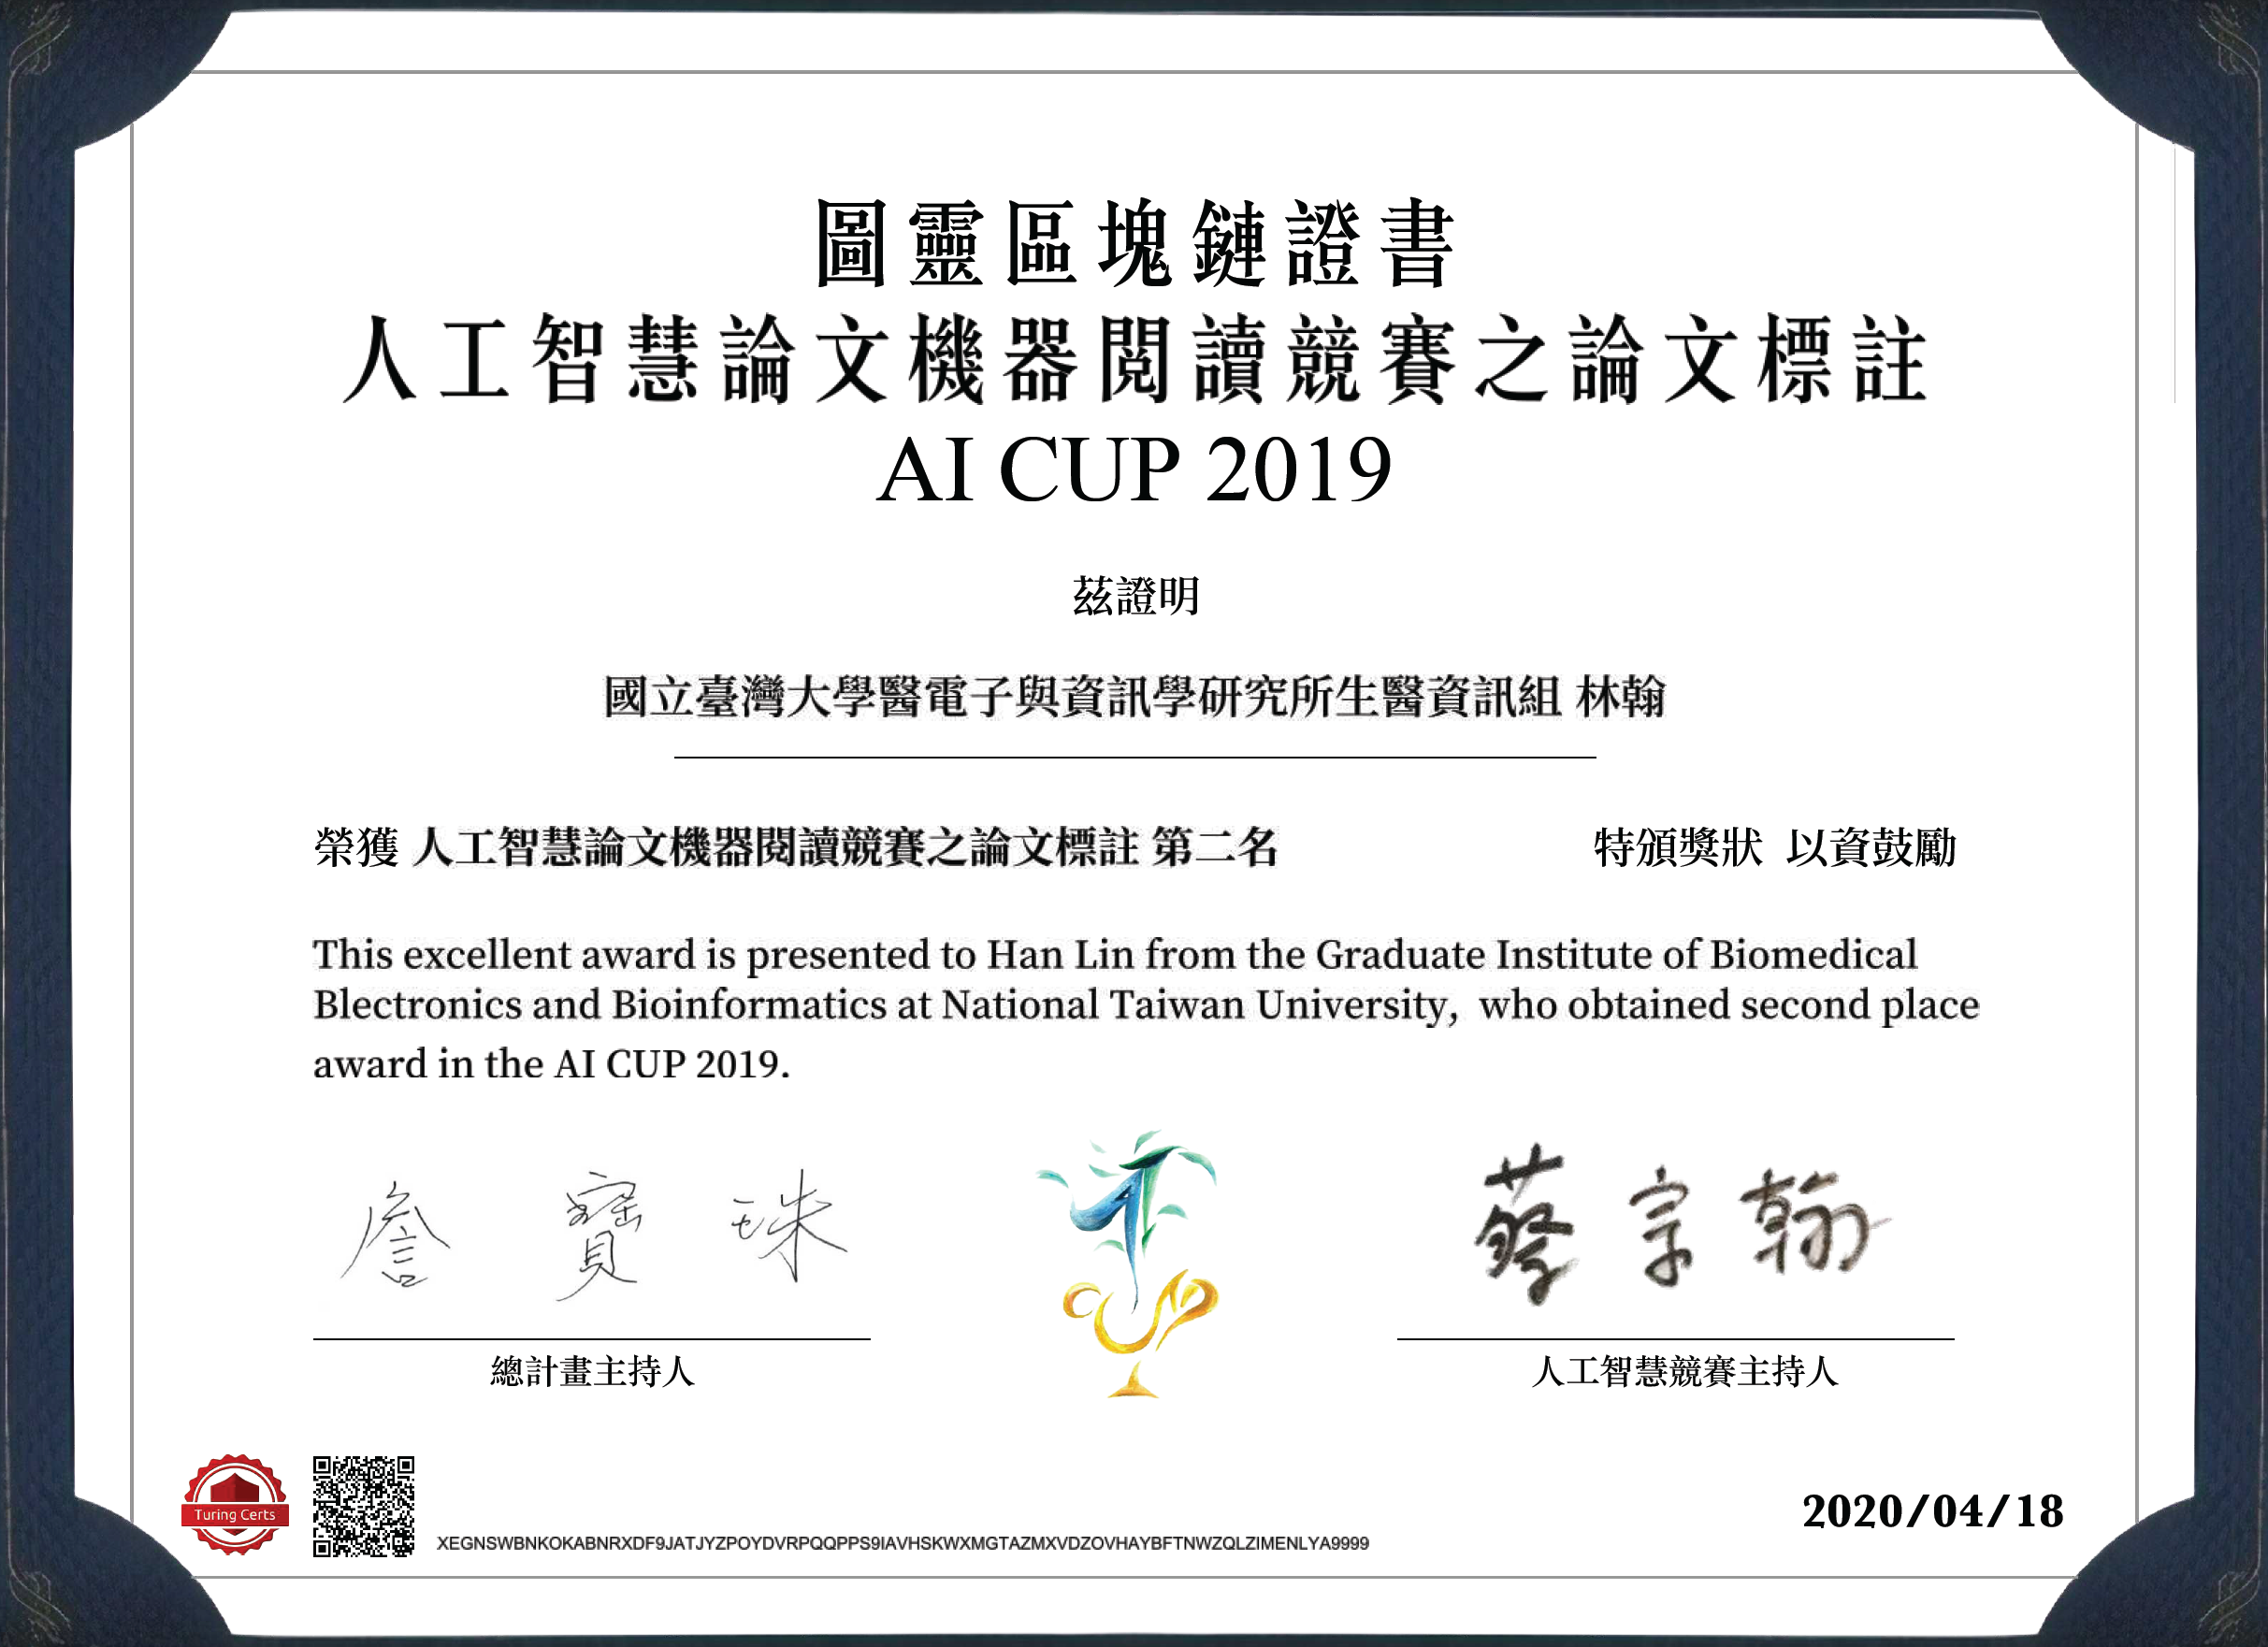 圖靈區塊鏈證書
人工智慧論文機器閱讀競賽之論文標註
AI CUP 2019
茲證明
國立臺灣大學醫電子與資訊學研究所生醫資訊組 林翰
榮獲 人工智慧論文機器閱讀競賽之論文標註 第二名 特頒獎狀 以資鼓勵
This excellent award is presented to Han Lin from the Graduate Institute of Biomedical
Blectronics and Bioinformatics at National Taiwan University, who obtained second place
award in the AI CUP 2019.
詹寶珠
AI CUP
蔡宗翰
總計畫主持人
人工智慧競賽主持人
Turing Certs
XEGNSWBNKOKABNRXDF9JATJYZPOYDVRPQQPPS9IAVHSKWXMGTAZMXVDZOVHAYBFTNWZQLZIMENLYA9999
2020/04/18